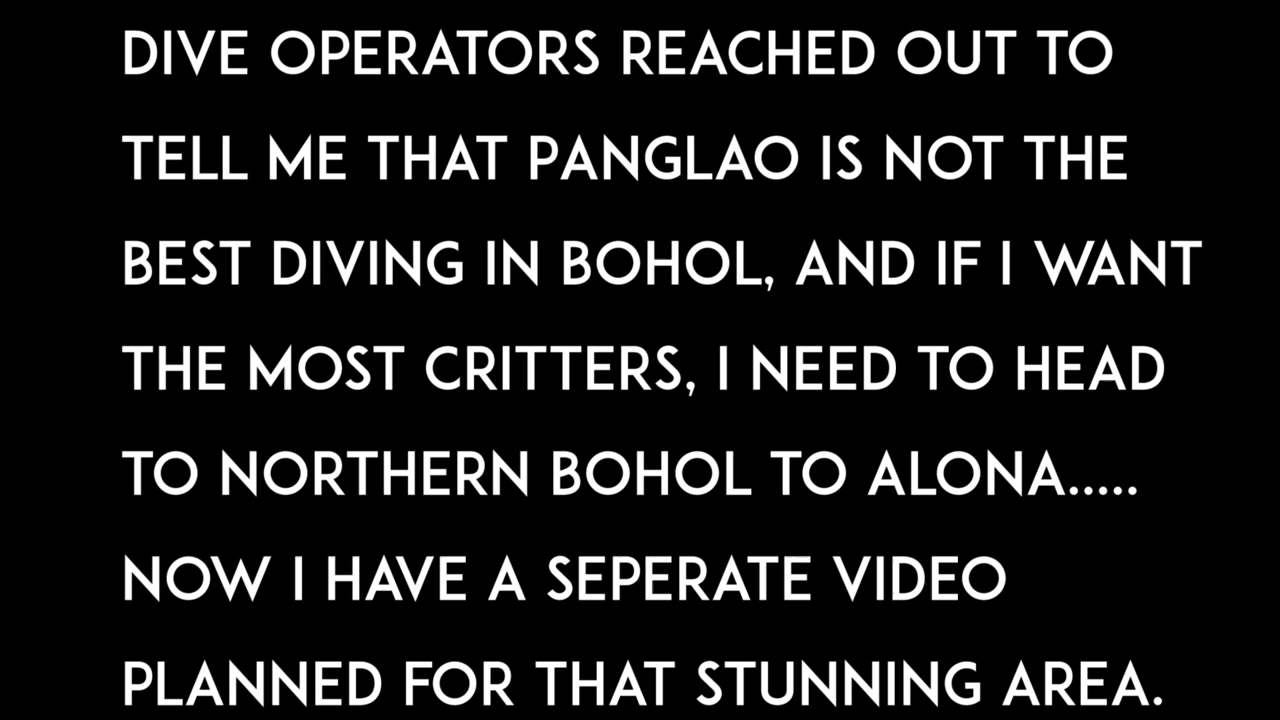 DIVE OPERATORS REACHED OUT TO
TELL ME THAT PANGLAO IS NOT THE
BEST DIVING IN BOHOL, AND IF I WANT
THE MOST CRITTERS, I NEED TO HEAD
TO NORTHERN BOHOL TO ALONA.....
NOW I HAVE A SEPERATE VIDEO
PLANNED FOR THAT STUNNING AREA.